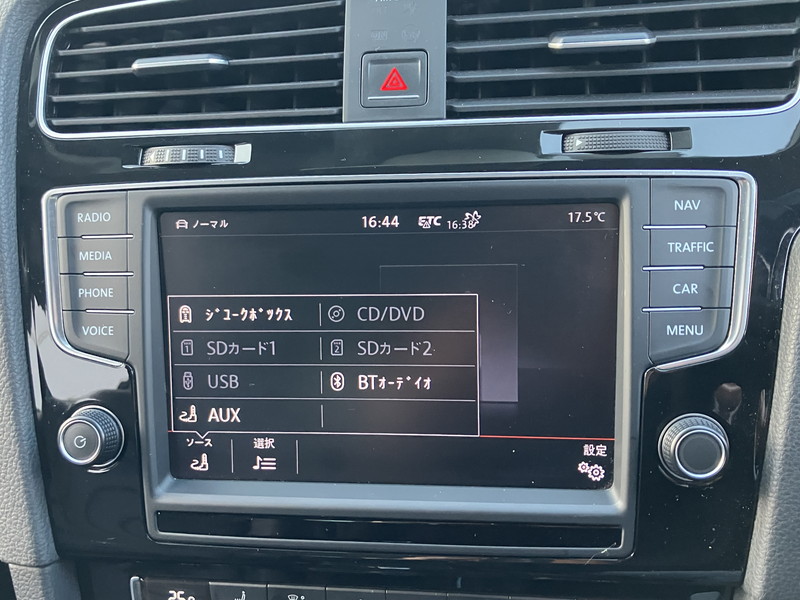 ノーマル 16:44 ETC 16:38 17.5℃
RADIO
MEDIA
PHONE
VOICE
NAV
TRAFFIC
CAR
MENU
ｼﾞｭｰｸﾎﾞｯｸｽ CD/DVD
1 SDカード1 2 SDカード2
USB BTｵｰﾃﾞｨｵ
AUX
ソース 選択 設定